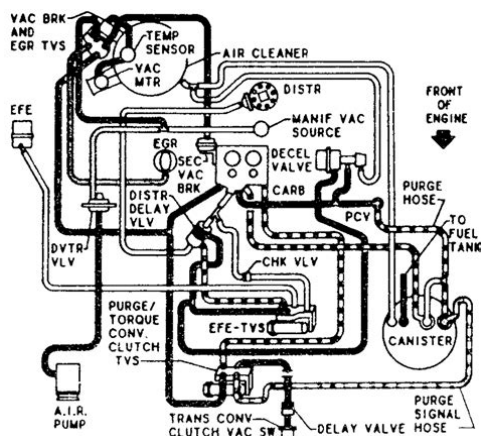 VAC BRK
AND
EGR TVS
TEMP
SENSOR
AIR CLEANER
VAC
MTR
DISTR
EFE
MANIF VAC
SOURCE
FRONT
OF
ENGINE
EGR
SEC
VAC
BRK
DECEL
VALVE
CARB
DISTR
DELAY
VLV
PURGE
HOSE
PCV
TO
FUEL
TANK
DVTR
VLV
CHK VLV
PURGE/
TORQUE
CONV.
CLUTCH
TVS
EFE-TVS
CANISTER
A.I.R.
PUMP
TRANS CONV
CLUTCH VAC SW
DELAY VALVE
PURGE
SIGNAL
HOSE